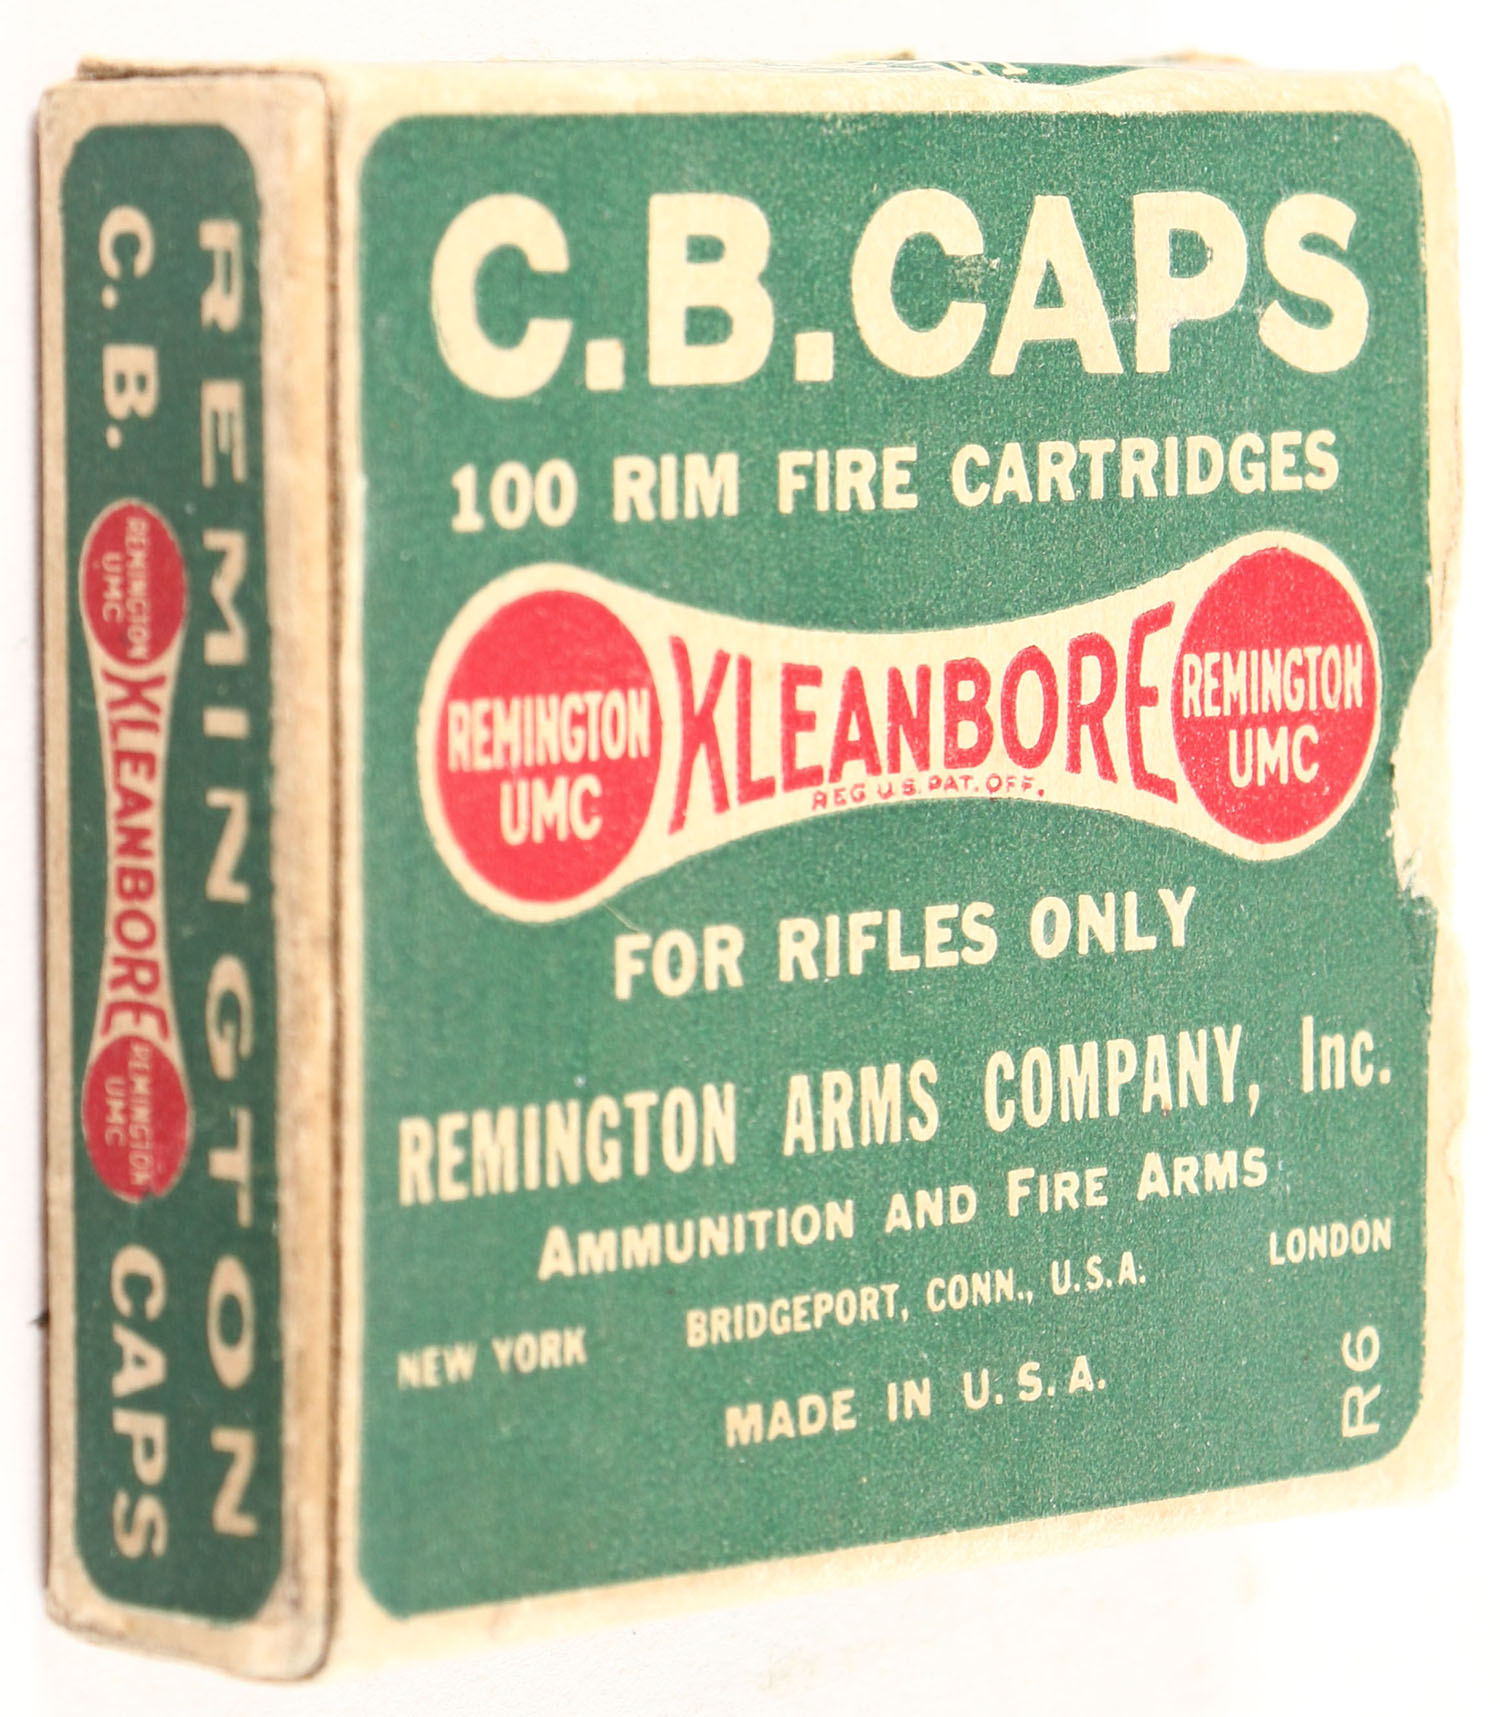 C.B.CAPS
100 RIM FIRE CARTRIDGES
REMINGTON
UMC
KLEANBORE
REG U.S. PAT. OFF.
REMINGTON
UMC
FOR RIFLES ONLY
REMINGTON ARMS COMPANY, Inc.
AMMUNITION AND FIRE ARMS
BRIDGEPORT, CONN., U.S.A.
NEW YORK
LONDON
MADE IN U.S.A.
R6
REMINGTON
C. B.
REMINGTON
UMC
KLEANBORE
REMINGTON
UMC
CAPS